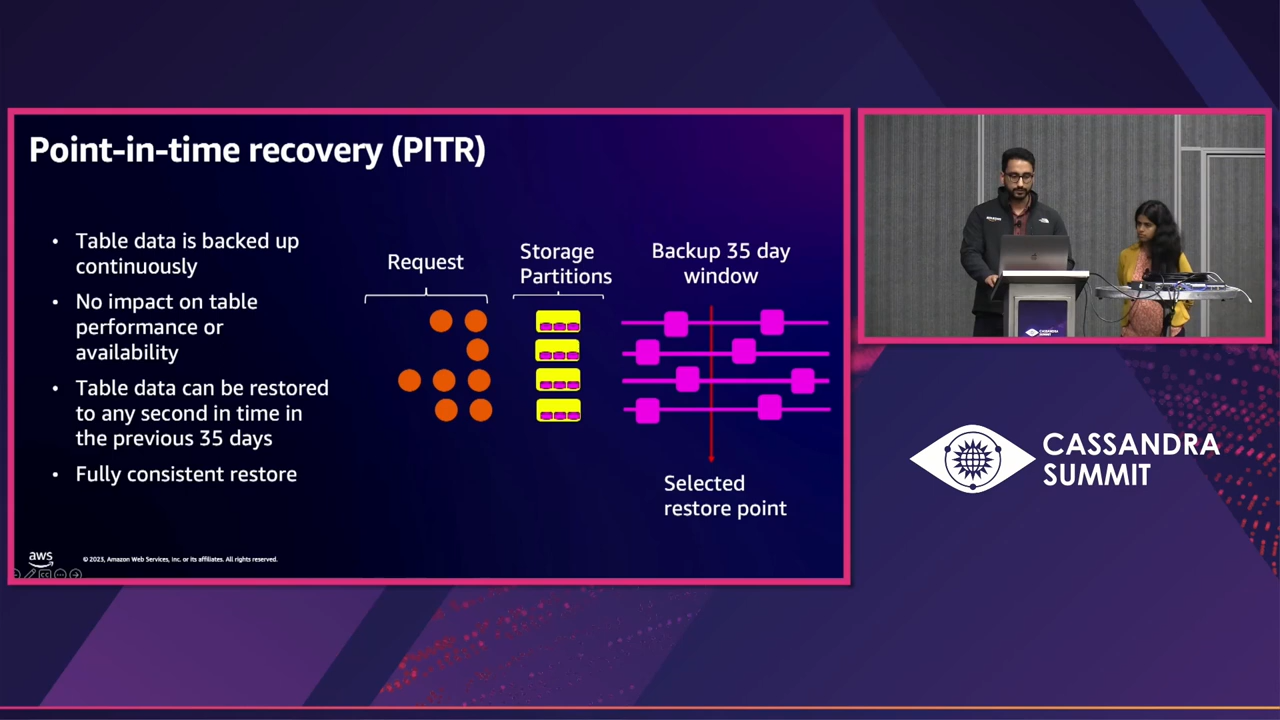 Point-in-time recovery (PITR)
• Table data is backed up
continuously
• No impact on table
performance or
availability
• Table data can be restored
to any second in time in
the previous 35 days
• Fully consistent restore
Request
Storage
Partitions
Backup 35 day
window
Selected
restore point
aws
© 2023, Amazon Web Services, Inc. or its affiliates. All rights reserved.
CASSANDRA
SUMMIT
amazon
CASSANDRA
SUMMIT